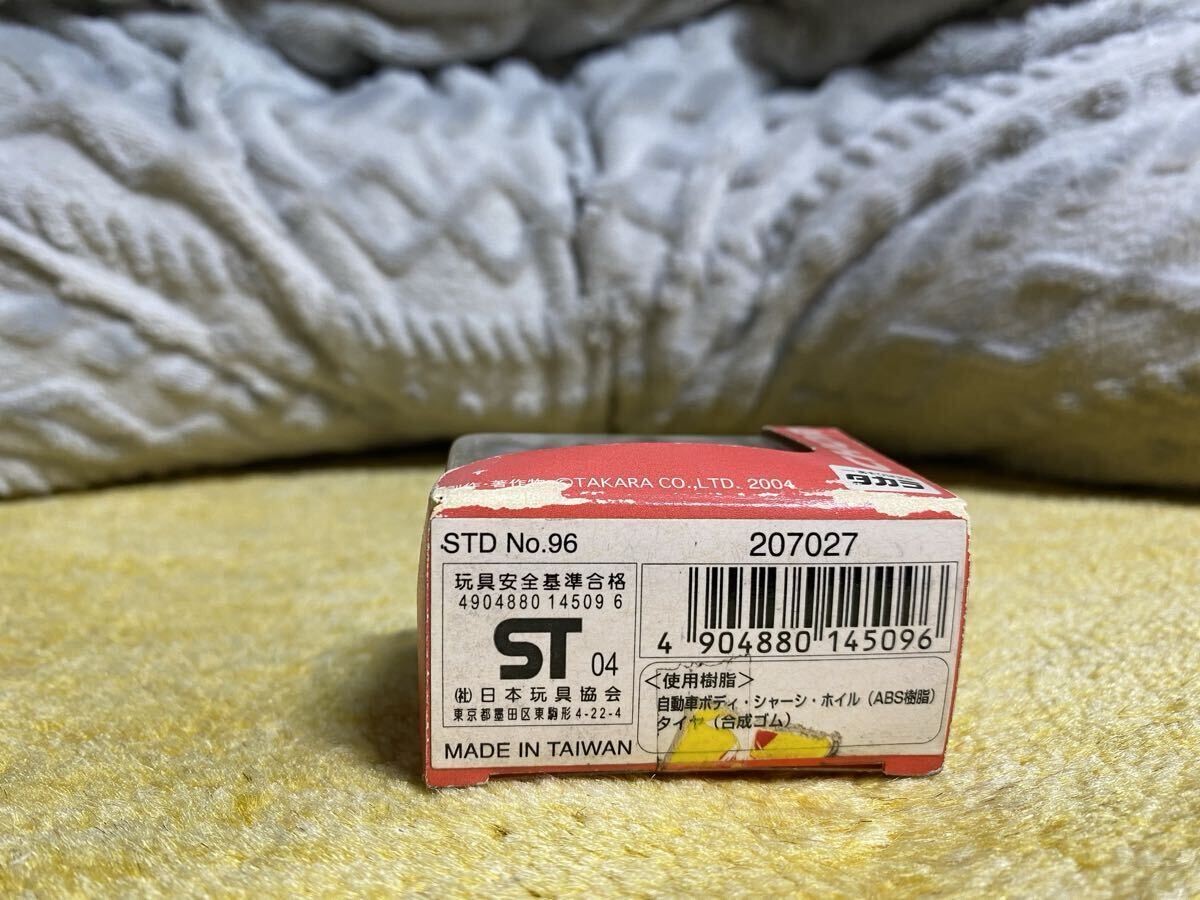 ・著作物 ©TAKARA CO.,LTD. 2004
タカラ
STD No.96
207027
玩具安全基準合格
4904880 14509 6
ST 04
(社)日本玩具協会
東京都墨田区東駒形4-22-4
MADE IN TAIWAN
4 904880 145096
<使用樹脂>
自動車ボディ・シャーシ・ホイル(ABS樹脂)
タイヤ(合成ゴム)